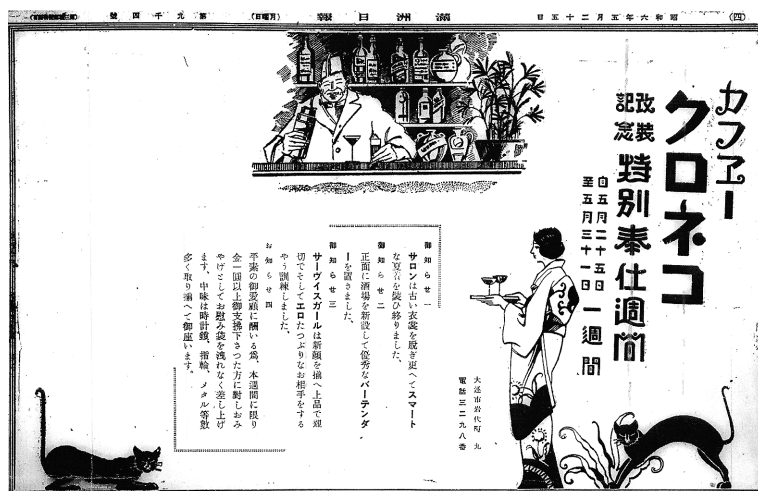 (四)
昭和六年五月二十五日
滿洲日報
(月曜日)
第九千四號
カフヱー
クロネコ
改装
記念
特別奉仕週間
自五月二十五日
至五月三十一日
一週間
御知らせ一
サロンは古い衣裳を脱ぎ更へてスマート
な夏着を裝ひ終りました。
御知らせ二
正面に酒場を新設して優秀なバーテンダ
ーを置きました。
御知らせ三
サーヴイスガールは新顔を揃へ上品で親
切でそしてエロたつぷりなお相手をする
やう訓練しました。
お知らせ四
平素の御愛顧に酬いる爲、本週間に限り
金一圓以上御支拂下さつた方に對しおみ
やげとしてお慰み袋を洩れなく差し上げ
ます、中味は時計鏡、指輪、メタル等數
多く取り揃へて御座います。
大連市岩代町 九
電話三二九八番